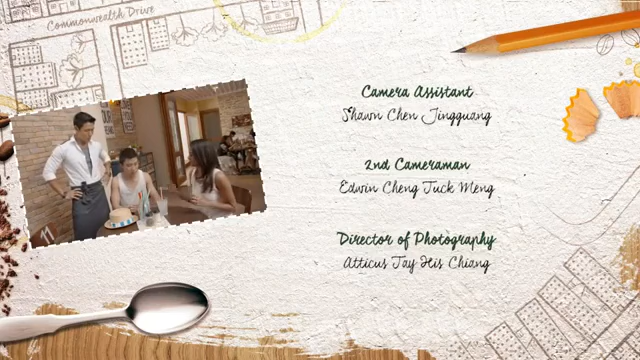 Commonwealth Drive
Camera Assistant
Shawn Chen Jingguang
2nd Cameraman
Edwin Cheng Tuck Meng
Director of Photography
Atticus Tay His Chiang